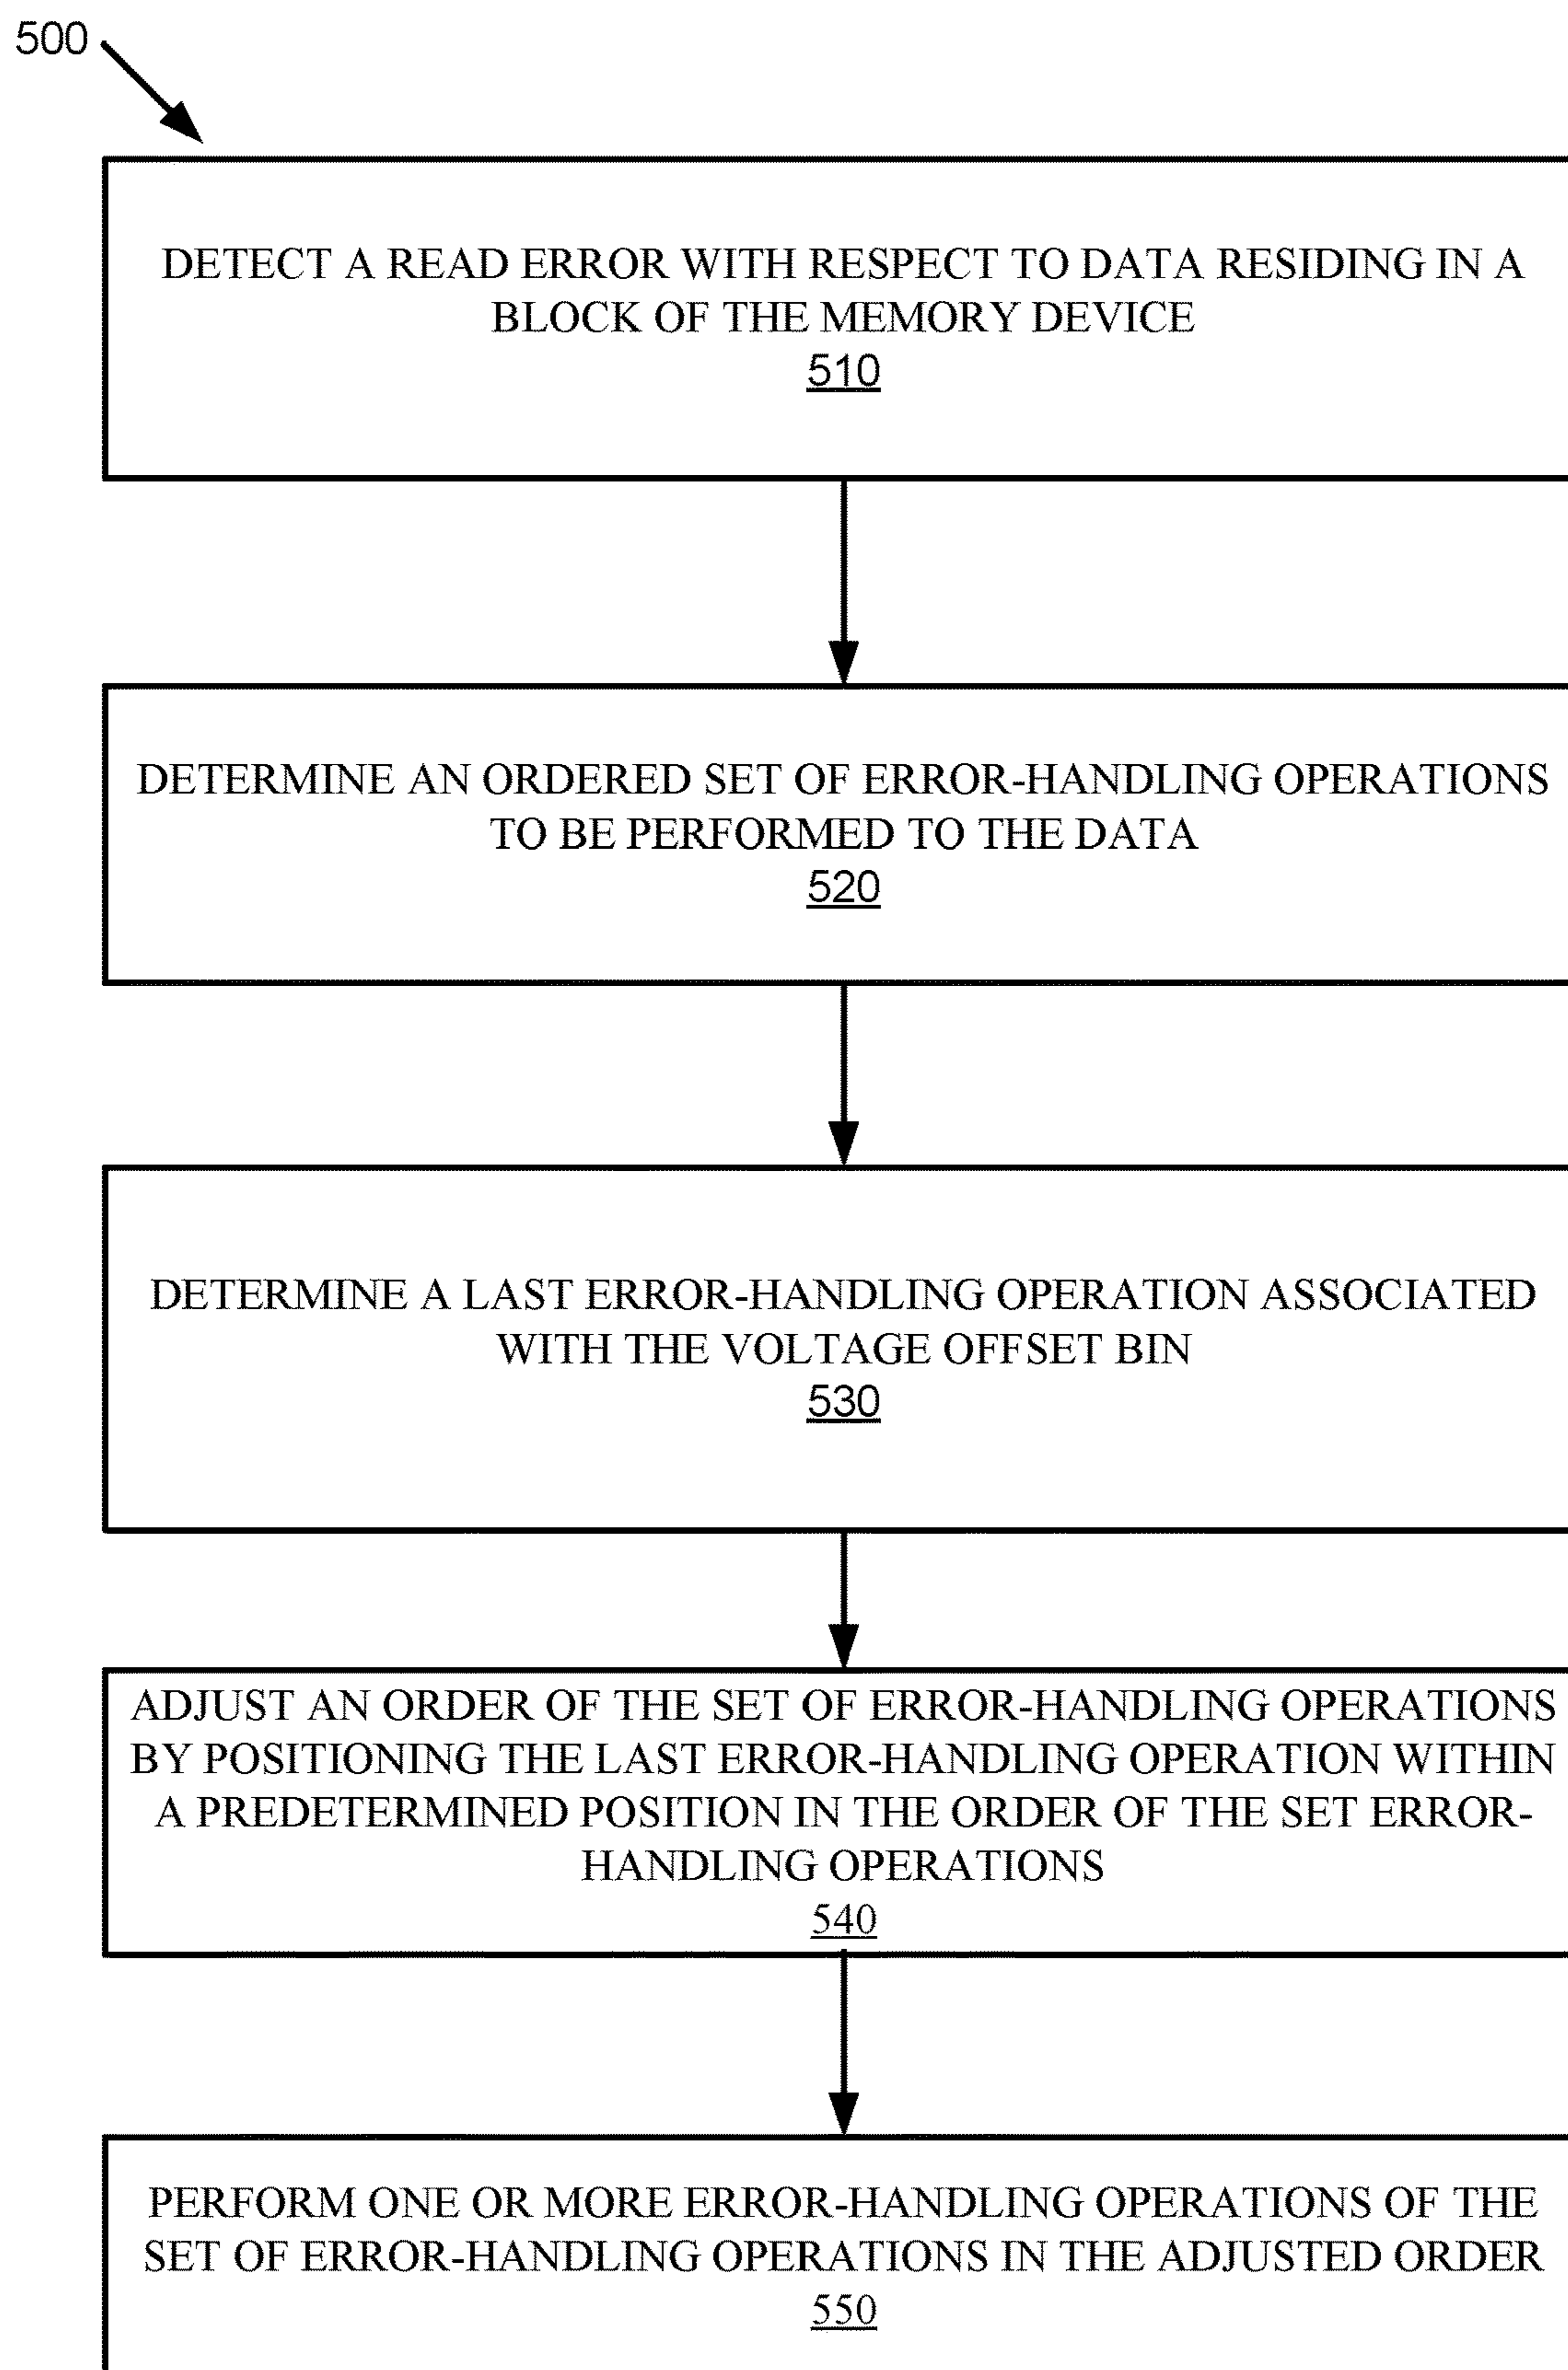 500
DETECT A READ ERROR WITH RESPECT TO DATA RESIDING IN A
BLOCK OF THE MEMORY DEVICE
510
DETERMINE AN ORDERED SET OF ERROR-HANDLING OPERATIONS
TO BE PERFORMED TO THE DATA
520
DETERMINE A LAST ERROR-HANDLING OPERATION ASSOCIATED
WITH THE VOLTAGE OFFSET BIN
530
ADJUST AN ORDER OF THE SET OF ERROR-HANDLING OPERATIONS
BY POSITIONING THE LAST ERROR-HANDLING OPERATION WITHIN
A PREDETERMINED POSITION IN THE ORDER OF THE SET ERROR-
HANDLING OPERATIONS
540
PERFORM ONE OR MORE ERROR-HANDLING OPERATIONS OF THE
SET OF ERROR-HANDLING OPERATIONS IN THE ADJUSTED ORDER
550